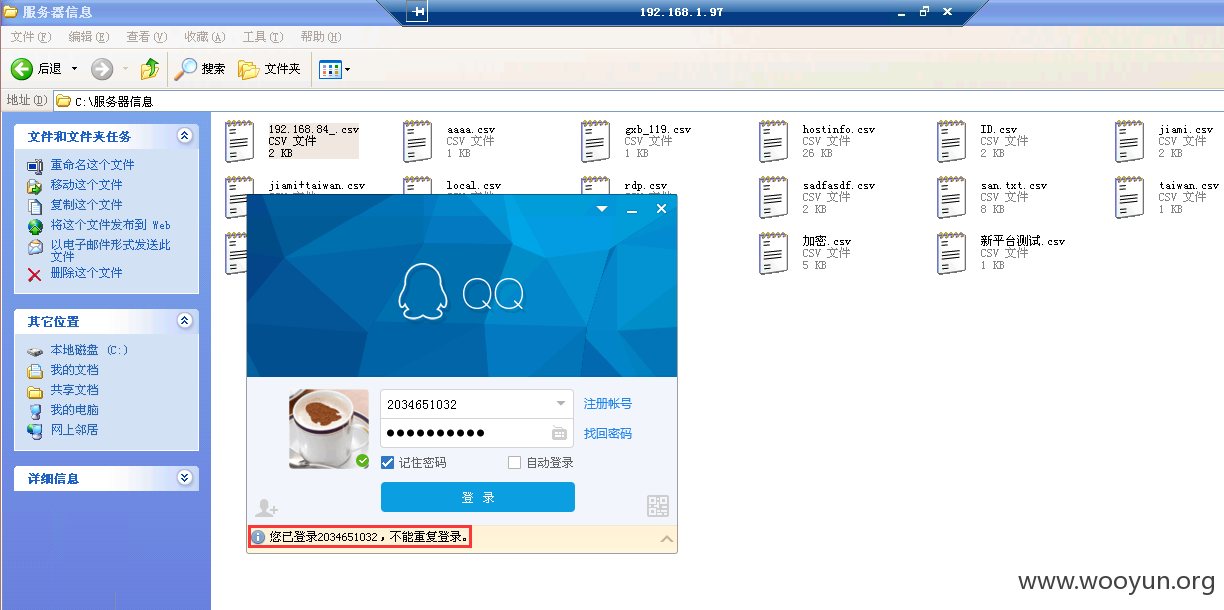 服务器信息
192.168.1.97
文件(F) 编辑(E) 查看(V) 收藏(A) 工具(T) 帮助(H)
后退 搜索 文件夹
地址(D) C:\服务器信息
文件和文件夹任务
重命名这个文件
移动这个文件
复制这个文件
将这个文件发布到 Web
以电子邮件形式发送此
文件
删除这个文件
其它位置
本地磁盘 (C:)
我的文档
共享文档
我的电脑
网上邻居
详细信息
192.168.84_.csv
CSV 文件
2 KB
aaaa.csv
CSV 文件
1 KB
gxb_119.csv
CSV 文件
1 KB
hostinfo.csv
CSV 文件
26 KB
ID.csv
CSV 文件
2 KB
jiami.csv
CSV 文件
2 KB
jiami+taiwan.csv
local.csv
rdp.csv
sadfasdf.csv
CSV 文件
2 KB
san.txt.csv
CSV 文件
8 KB
taiwan.csv
CSV 文件
1 KB
加密.csv
CSV 文件
5 KB
新平台测试.csv
CSV 文件
1 KB
QQ
2034651032
注册帐号
●●●●●●●●●●
找回密码
记住密码 自动登录
登 录
您已登录2034651032，不能重复登录。
www.wooyun.org